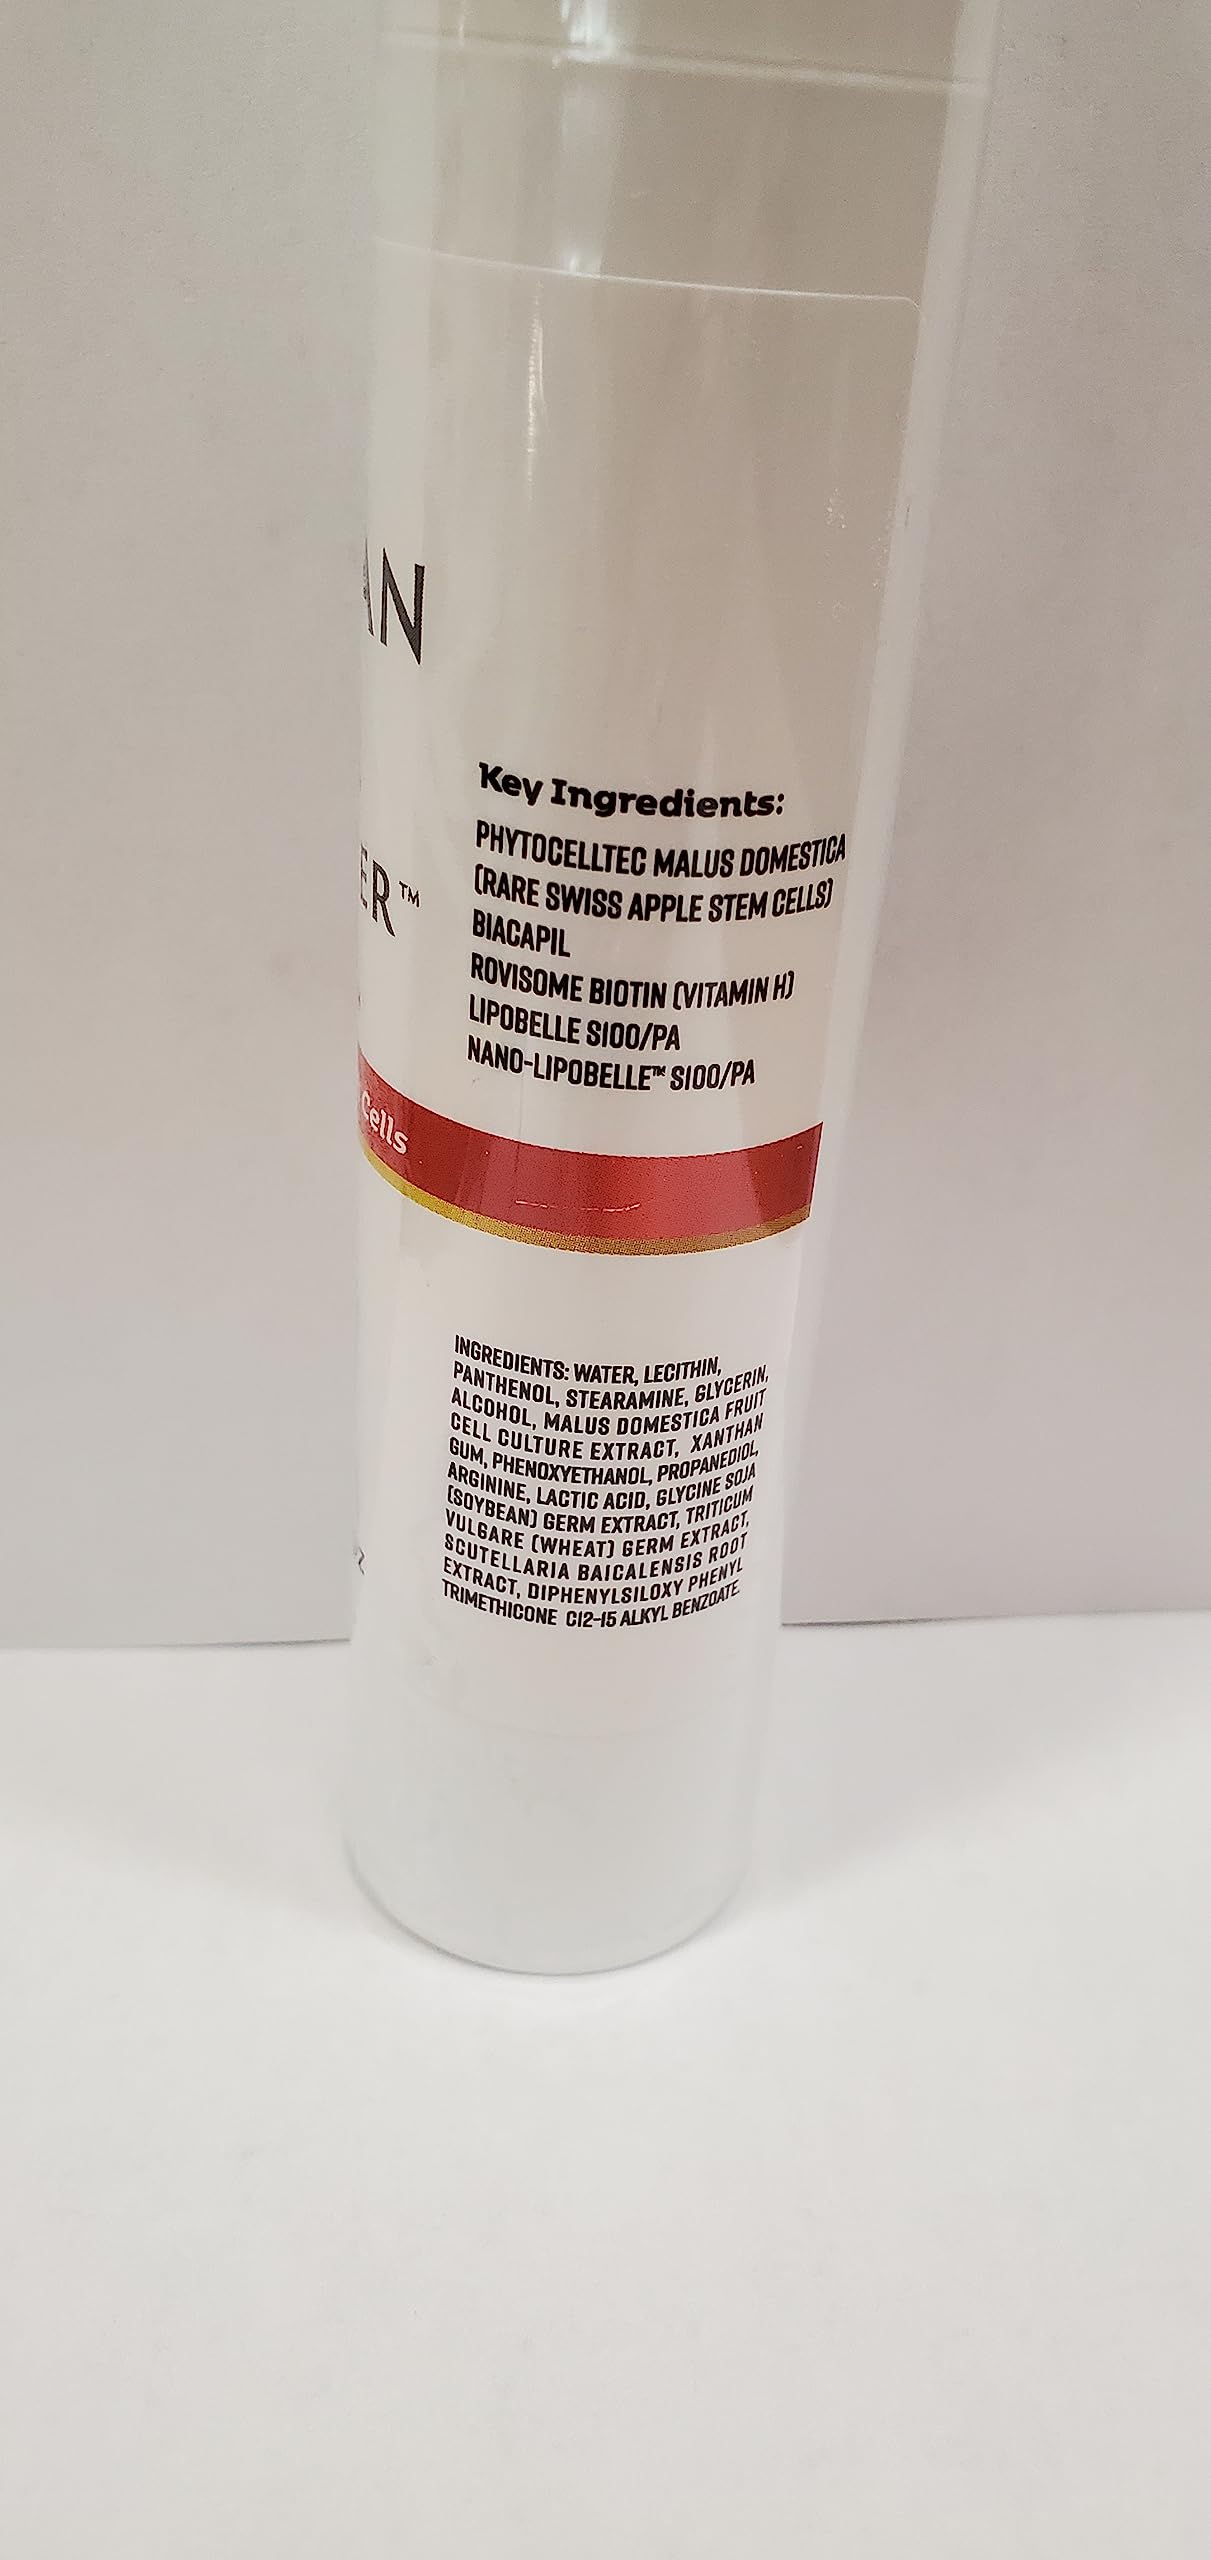 AN
ER™
Cells
Key Ingredients:
PHYTOCELLTEC MALUS DOMESTICA
(RARE SWISS APPLE STEM CELLS)
BIACAPIL
ROVISOME BIOTIN (VITAMIN H)
LIPOBELLE S100/PA
NANO-LIPOBELLE™ S100/PA
INGREDIENTS: WATER, LECITHIN,
PANTHENOL, STEARAMINE, GLYCERIN,
ALCOHOL, MALUS DOMESTICA FRUIT
CELL CULTURE EXTRACT, XANTHAN
GUM, PHENOXYETHANOL, PROPANEDIOL,
ARGININE, LACTIC ACID, GLYCINE SOJA
(SOYBEAN) GERM EXTRACT, TRITICUM
VULGARE (WHEAT) GERM EXTRACT,
SCUTELLARIA BAICALENSIS ROOT
EXTRACT, DIPHENYLSILOXY PHENYL
TRIMETHICONE C12-15 ALKYL BENZOATE.